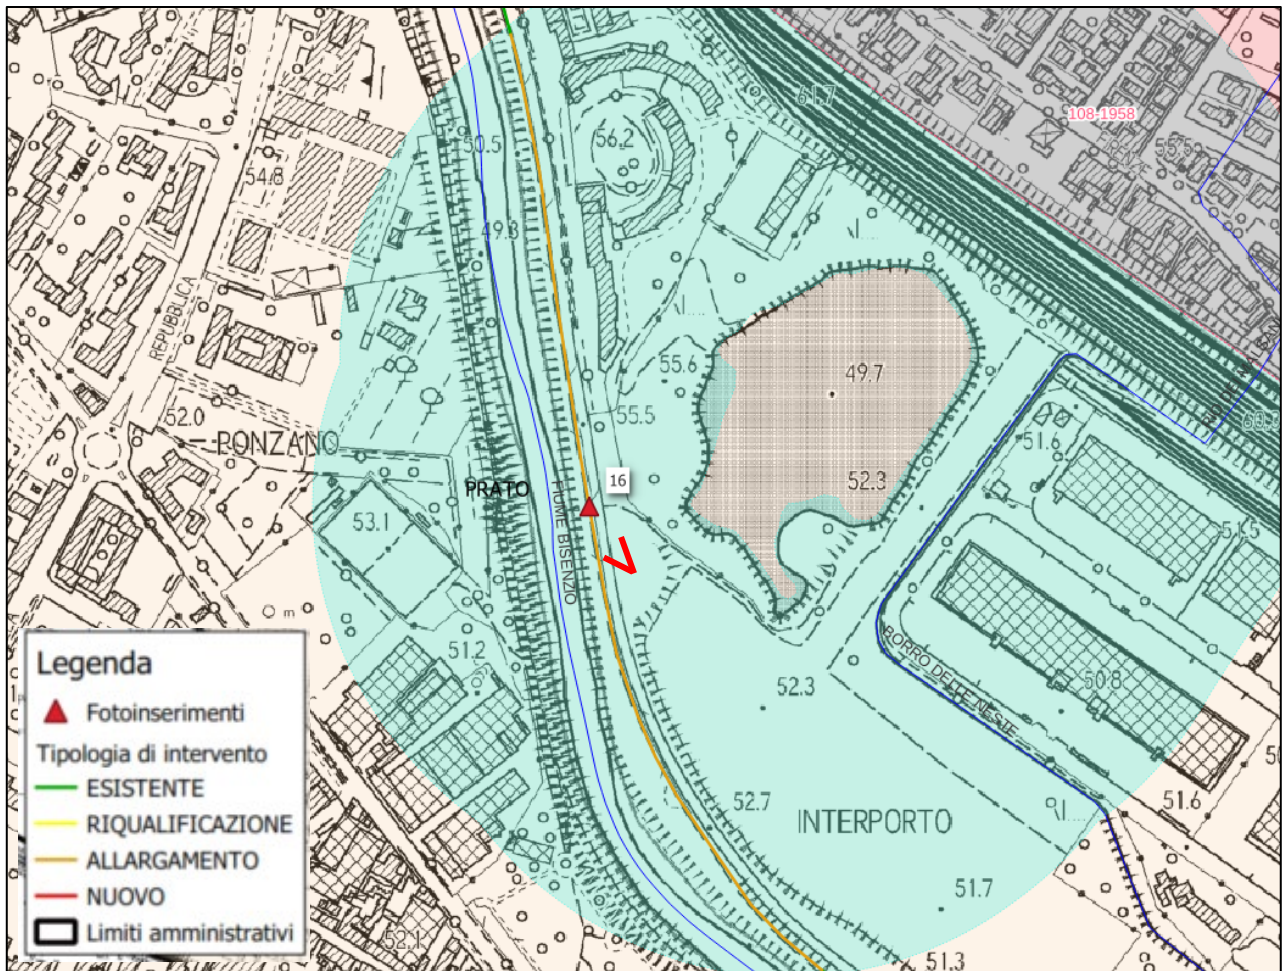 61.7
108-1958
50.5
56.2
55.5
54.8
49.3
REPUBBLICA
55.6
49.7
52.0
55.5
51.6
60.
PONZANO
16
PRATO
52.3
53.1
51.5
FIUME BISENZIO
BORRO DELLE NESTE
51.2
52.3
50.8
52.7
51.6
INTERPORTO
51.7
52.1
51.3
Legenda
Fotoinserimenti
Tipologia di intervento
ESISTENTE
RIQUALIFICAZIONE
ALLARGAMENTO
NUOVO
Limiti amministrativi